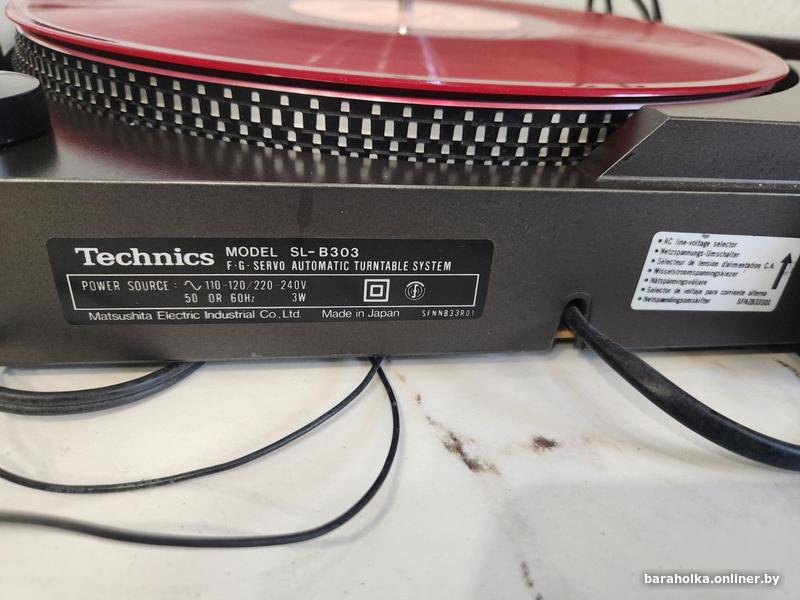 Technics MODEL SL-B303
F·G·SERVO AUTOMATIC TURNTABLE SYSTEM
POWER SOURCE : ∿ 110-120/220-240V
50 OR 60Hz 3W
Matsushita Electric Industrial Co., Ltd. Made in Japan SFNNB33R01
• AC line-voltage selector
• Netzspannungs-Umschalter
• Sélecteur de tension d'alimentation C.A.
• Wisselstroomspanningskiezer
• Nätspänningsväljare
• Selector de voltaje para corriente alterna
• Netspændingsomskifter SFNZB33S01
baraholka.onliner.by